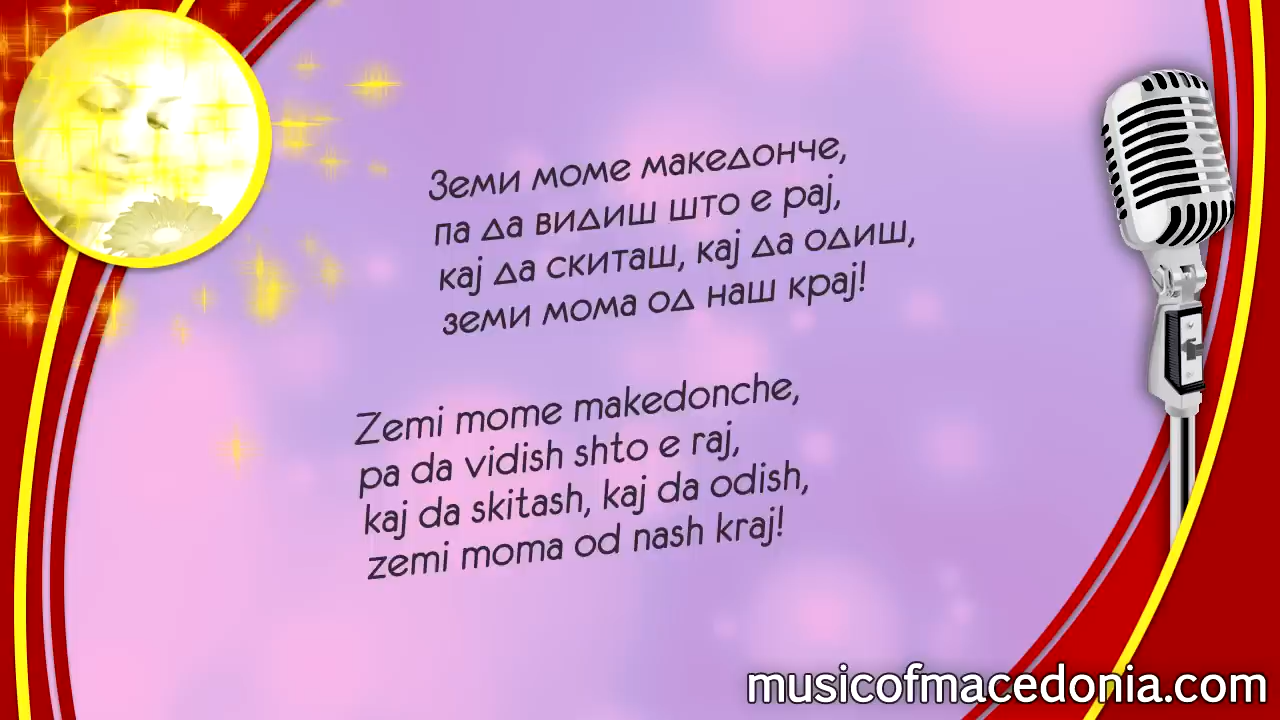 Земи моме македонче,
па да видиш што е рај,
кај да скиташ, кај да одиш,
земи мома од наш крај!
Zemi mome makedonche,
pa da vidish shto e raj,
kaj da skitash, kaj da odish,
zemi moma od nash kraj!
musicofmacedonia.com